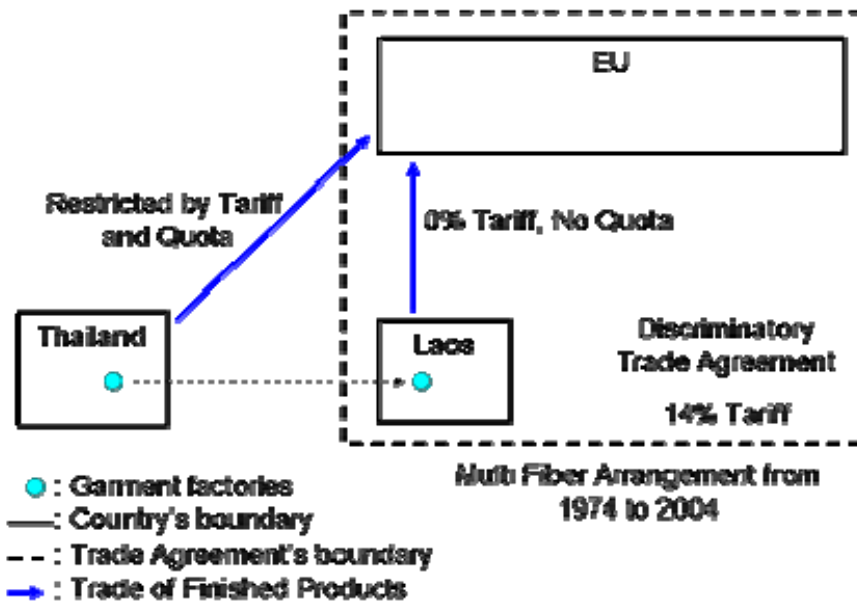 EU
Restricted by Tariff
and Quota
0% Tariff, No Quota
Thailand
Laos
Discriminatory
Trade Agreement
14% Tariff
Multi Fiber Arrangement from
1974 to 2004
: Garment factories
: Country's boundary
: Trade Agreement's boundary
: Trade of Finished Products